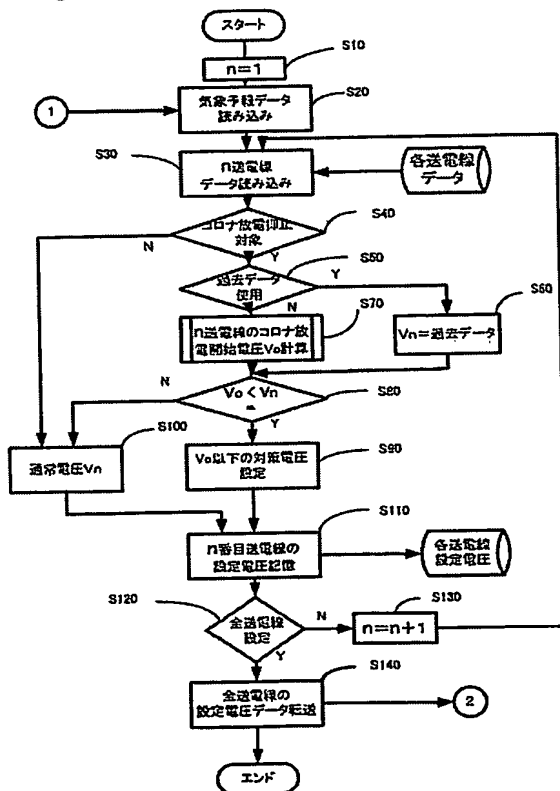 スタート
S10
n=1
S20
気象予報データ
読み込み
1
S30
n送電線
データ読み込み
各送電線
データ
S40
コロナ放電抑止
対象
N
Y
S50
過去データ
使用
Y
N
S60
Vn=過去データ
S70
n送電線のコロナ放
電開始電圧Vo計算
S80
Vo<Vn
=
N
Y
S100
通常電圧Vn
S90
Vo以下の対策電圧
設定
S110
n番目送電線の
設定電圧記憶
各送電線
設定電圧
S120
全送電線
設定
N
Y
S130
n=n+1
S140
全送電線の
設定電圧データ転送
2
エンド